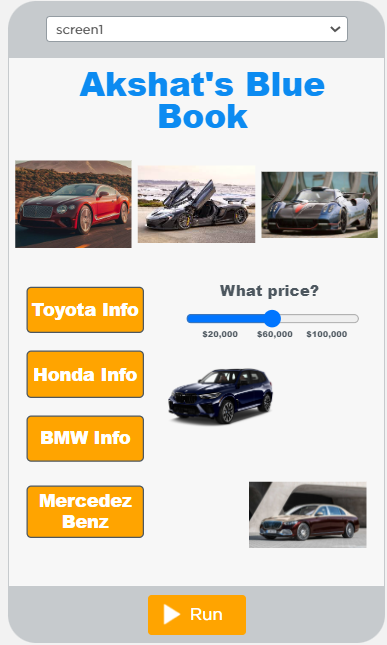 screen1
Akshat's Blue
Book
What price?
Toyota Info
$20,000 $60,000 $100,000
Honda Info
BMW Info
Mercedez
Benz
Run